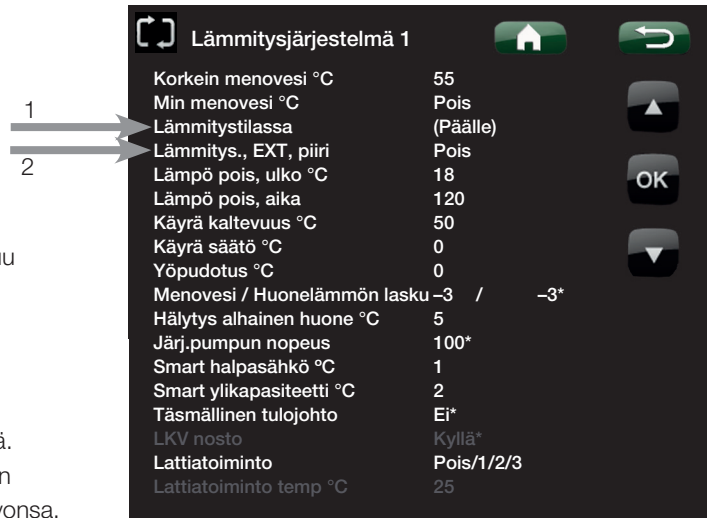 Lämmitysjärjestelmä 1
Korkein menovesi °C 55
Min menovesi °C Pois
1
Lämmitystilassa (Päälle)
Lämmitys., EXT, piiri Pois
2
Lämpö pois, ulko °C 18
OK
Lämpö pois, aika 120
Käyrä kaltevuus °C 50
Käyrä säätö °C 0
Yöpudotus °C 0
Menovesi / Huonelämmön lasku –3 / –3*
Hälytys alhainen huone °C 5
Järj.pumpun nopeus 100*
Smart halpasähkö ºC 1
Smart ylikapasiteetti °C 2
Täsmällinen tulojohto Ei*
LKV nosto Kyllä*
Lattiatoiminto Pois/1/2/3
Lattiatoiminto temp °C 25